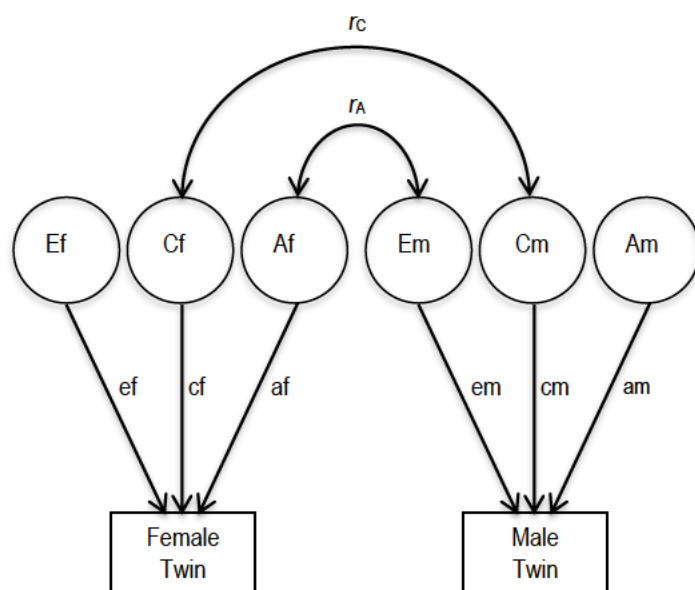 rC
rA
Ef Cf Af Em Cm Am
ef cf af em cm am
Female Twin
Male Twin